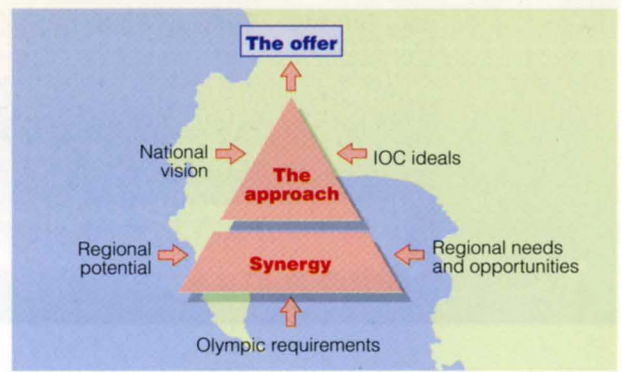 The offer
National
vision
IOC ideals
The
approach
Regional
potential
Synergy
Regional needs
and opportunities
Olympic requirements